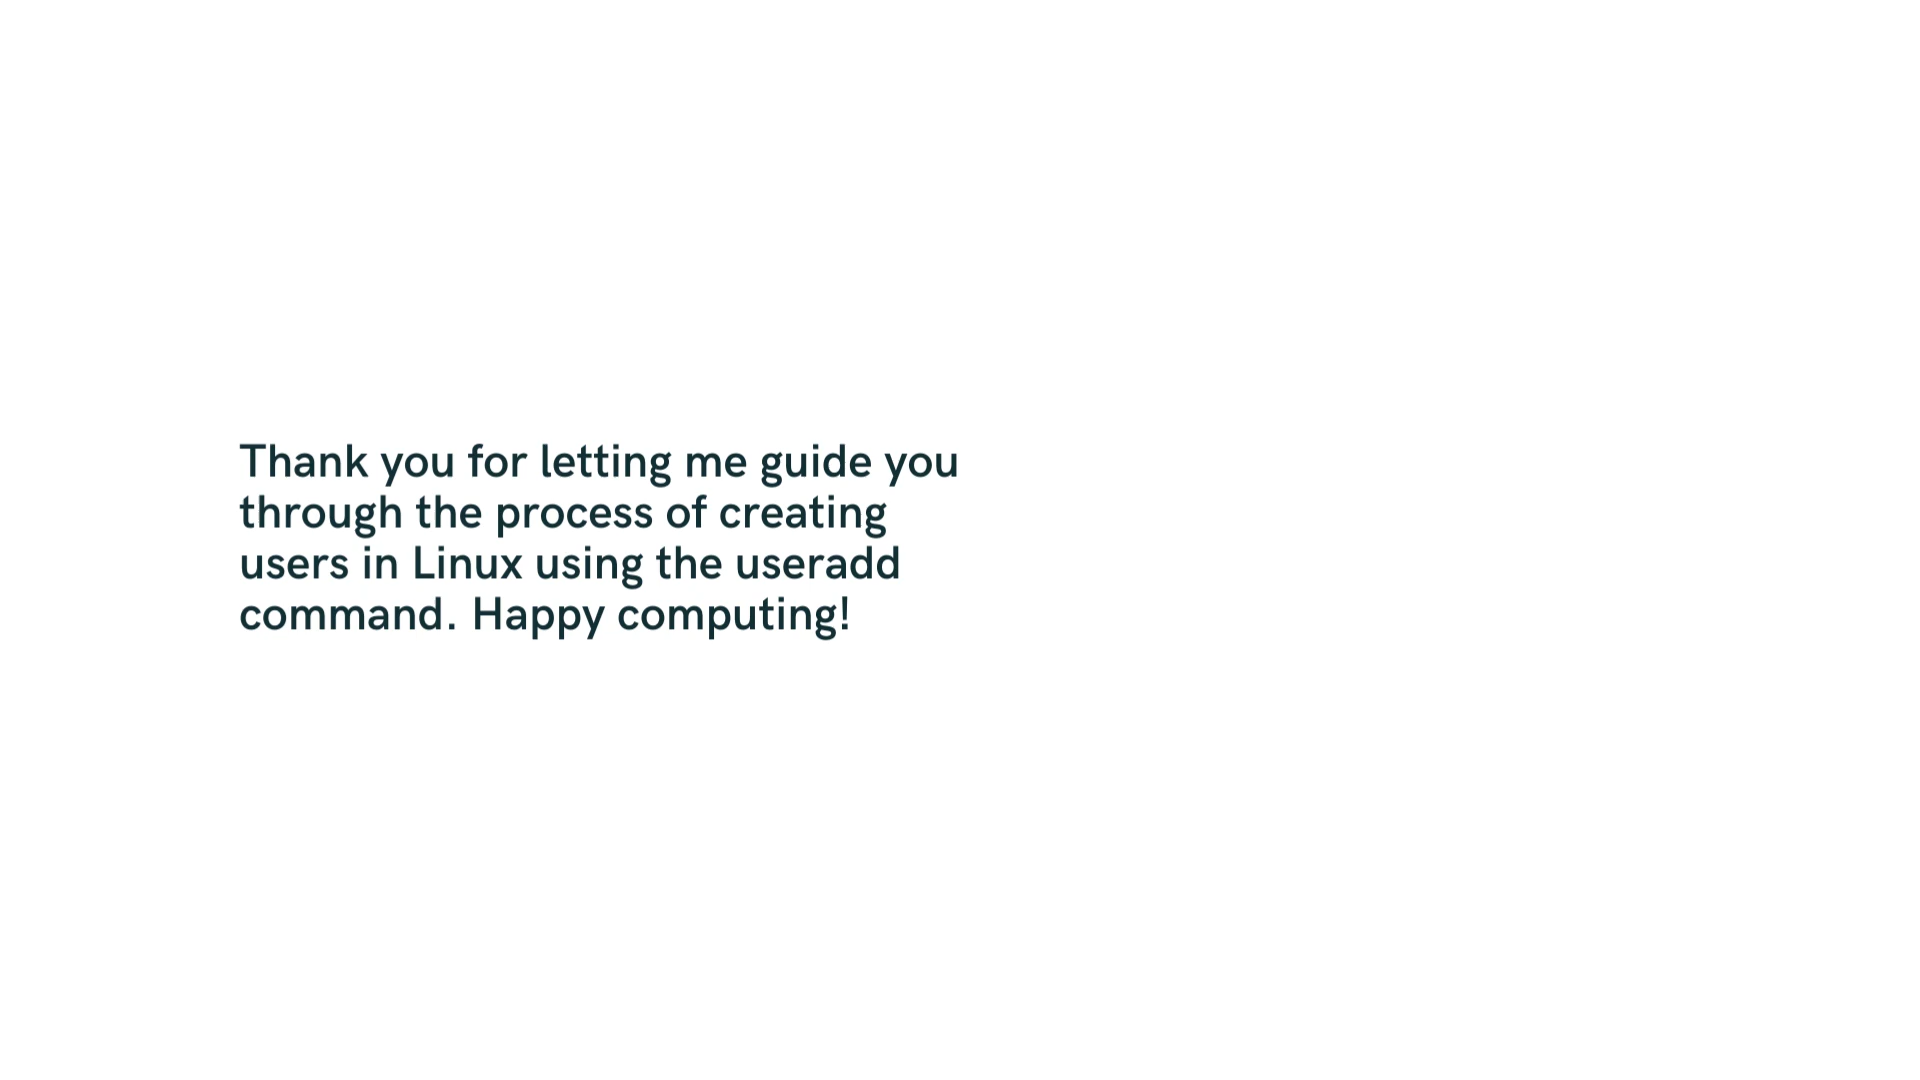 Thank you for letting me guide you
through the process of creating
users in Linux using the useradd
command. Happy computing!